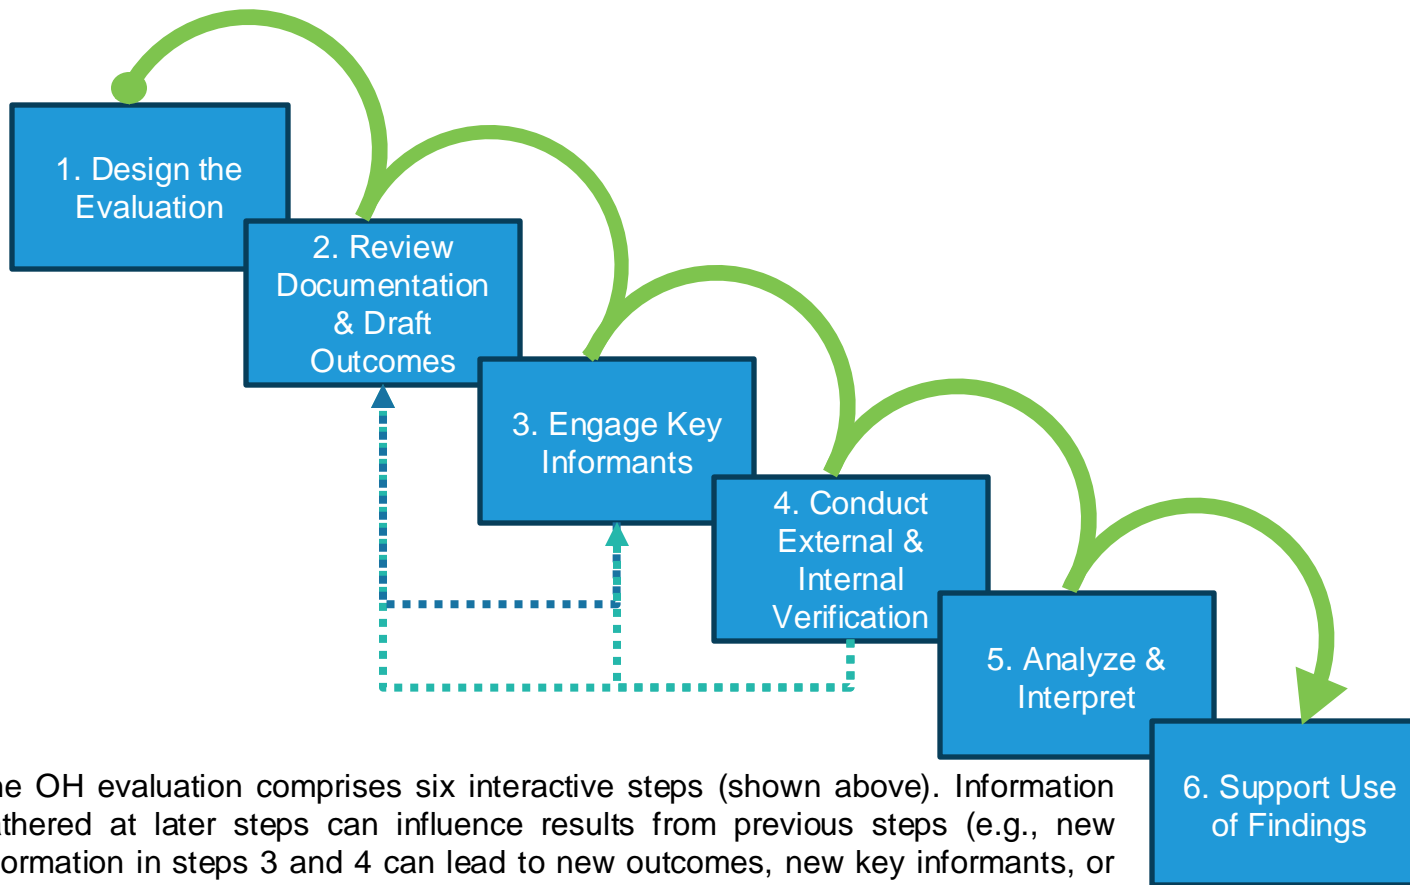 1. Design the
Evaluation
2. Review
Documentation
& Draft
Outcomes
3. Engage Key
Informants
4. Conduct
External &
Internal
Verification
5. Analyze &
Interpret
6. Support Use
of Findings
he OH evaluation comprises six interactive steps (shown above). Information
athered at later steps can influence results from previous steps (e.g., new
formation in steps 3 and 4 can lead to new outcomes, new key informants, or